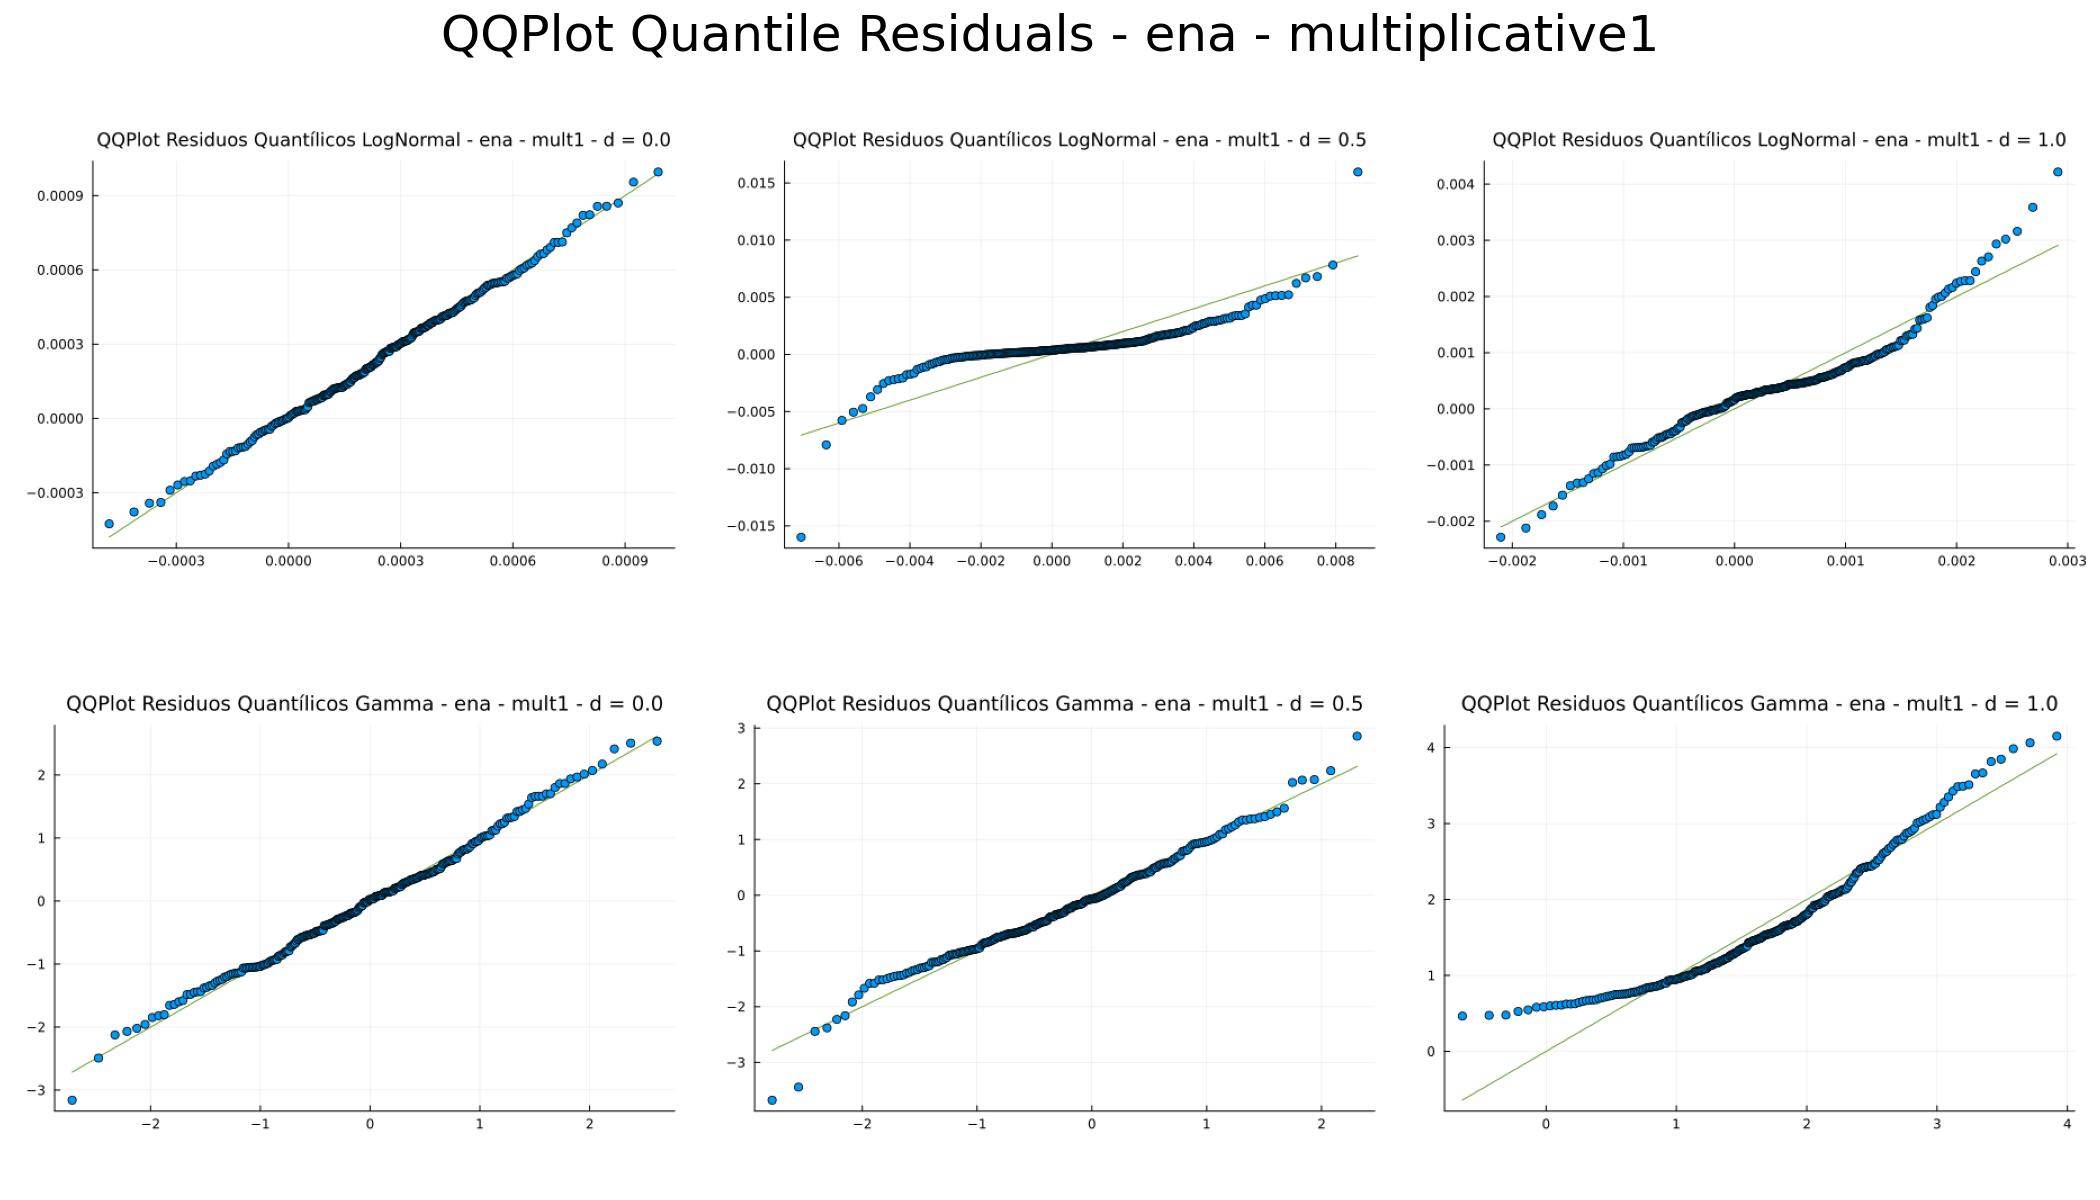 QQPlot Quantile Residuals - ena - multiplicative1
QQPlot Residuos Quantílicos LogNormal - ena - mult1 - d = 0.0
0.0009
0.0006
0.0003
0.0000
−0.0003
−0.0003 0.0000 0.0003 0.0006 0.0009
QQPlot Residuos Quantílicos LogNormal - ena - mult1 - d = 0.5
0.015
0.010
0.005
0.000
−0.005
−0.010
−0.015
−0.006 −0.004 −0.002 0.000 0.002 0.004 0.006 0.008
QQPlot Residuos Quantílicos LogNormal - ena - mult1 - d = 1.0
0.004
0.003
0.002
0.001
0.000
−0.001
−0.002
−0.002 −0.001 0.000 0.001 0.002 0.003
QQPlot Residuos Quantílicos Gamma - ena - mult1 - d = 0.0
2
1
0
−1
−2
−3
−2 −1 0 1 2
QQPlot Residuos Quantílicos Gamma - ena - mult1 - d = 0.5
3
2
1
0
−1
−2
−3
−2 −1 0 1 2
QQPlot Residuos Quantílicos Gamma - ena - mult1 - d = 1.0
4
3
2
1
0
0 1 2 3 4